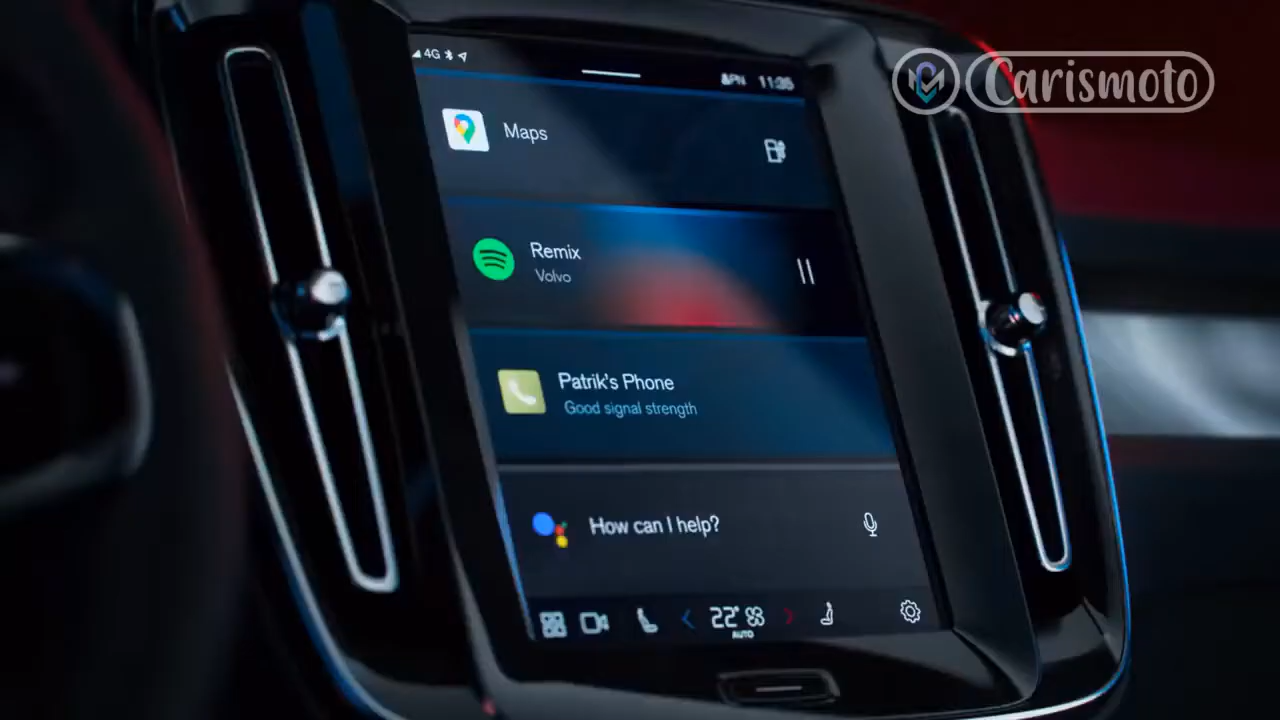 4G
11:35
Carismoto
Maps
Remix
Volvo
Patrik's Phone
Good signal strength
How can I help?
22°
AUTO